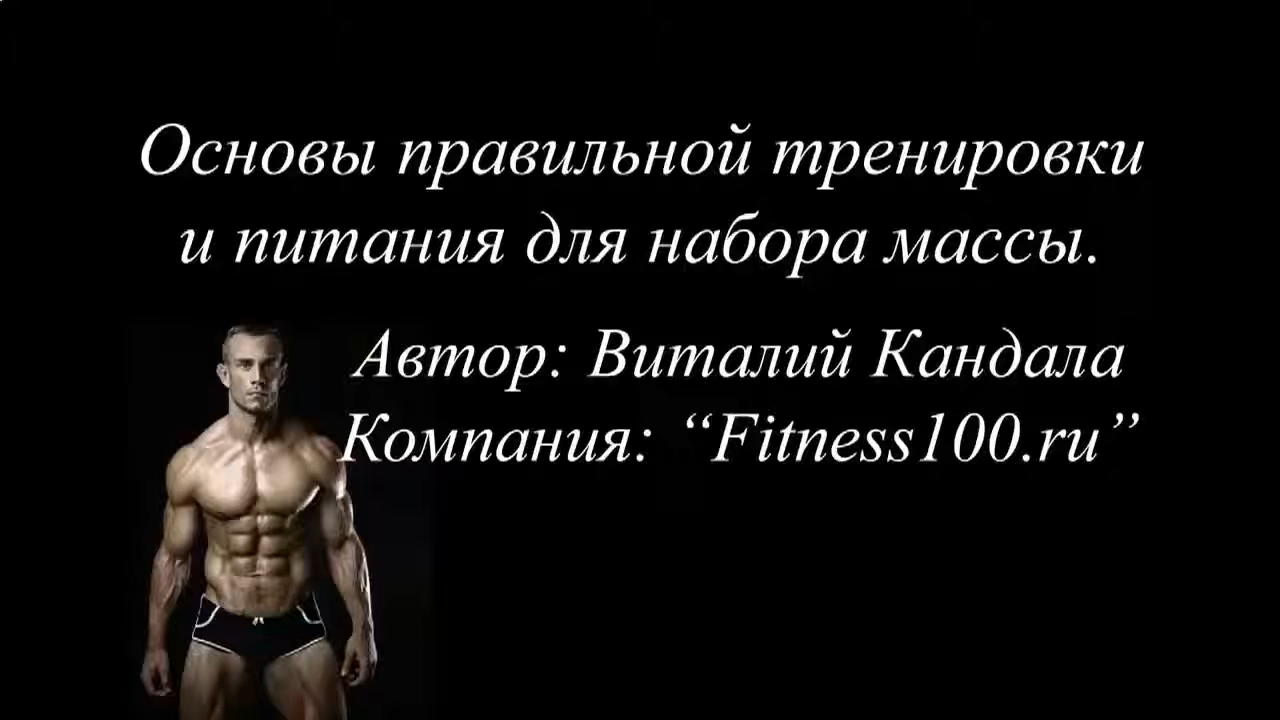 Основы правильной тренировки
и питания для набора массы.
Автор: Виталий Кандала
Компания: “Fitness100.ru”